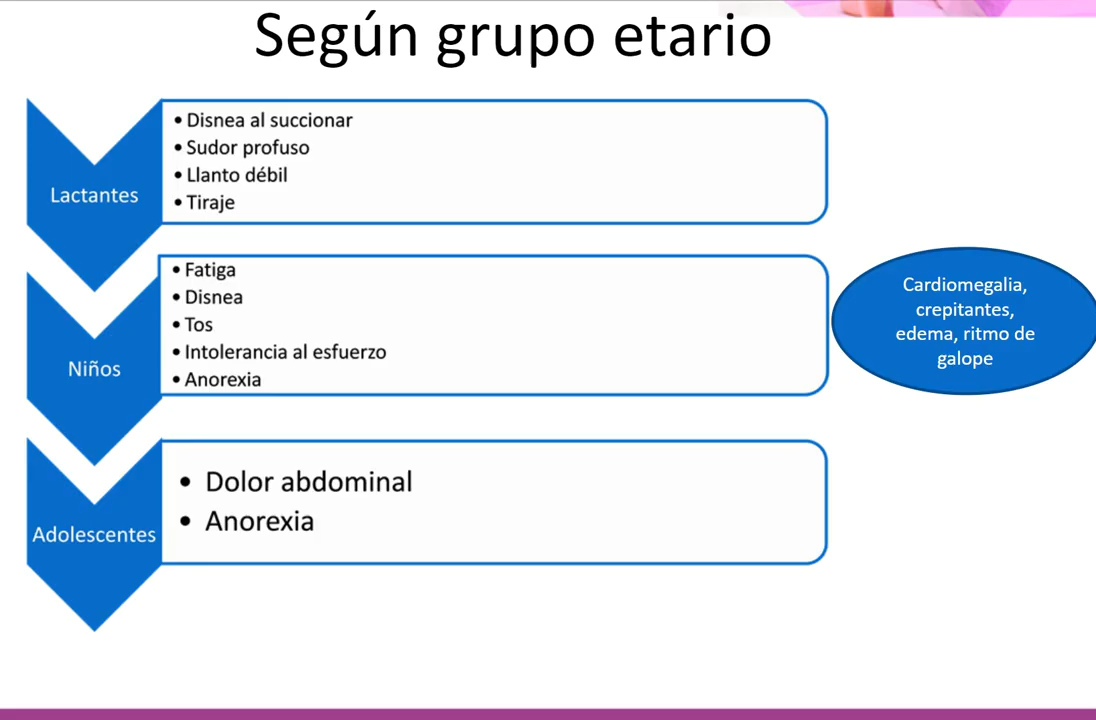 Según grupo etario
Lactantes
• Disnea al succionar
• Sudor profuso
• Llanto débil
• Tiraje
Niños
• Fatiga
• Disnea
• Tos
• Intolerancia al esfuerzo
• Anorexia
Cardiomegalia,
crepitantes,
edema, ritmo de
galope
Adolescentes
• Dolor abdominal
• Anorexia